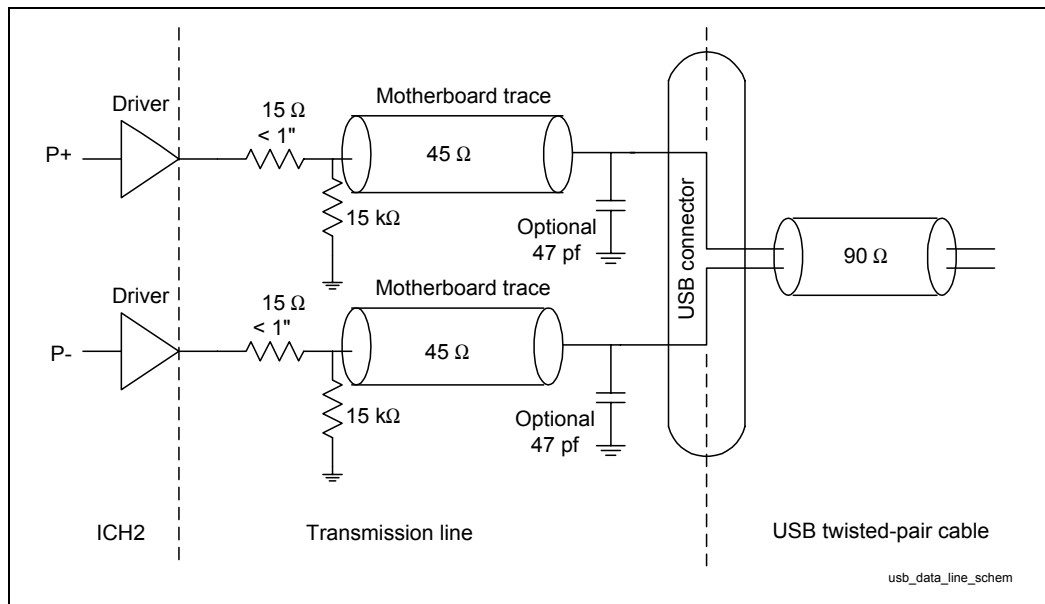 Driver
P+
15 Ω
< 1"
Motherboard trace
45 Ω
15 kΩ
Optional
47 pf
USB connector
90 Ω
Driver
P-
15 Ω
< 1"
Motherboard trace
45 Ω
15 kΩ
Optional
47 pf
ICH2
Transmission line
USB twisted-pair cable
usb_data_line_schem